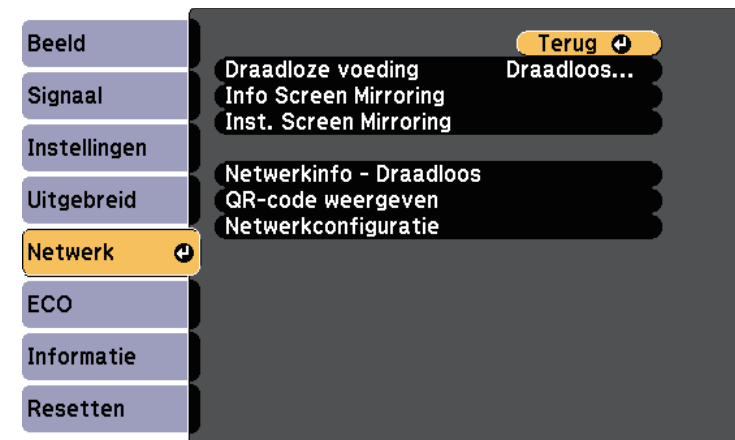 Beeld
Signaal
Instellingen
Uitgebreid
Netwerk
ECO
Informatie
Resetten
Terug
Draadloze voeding Draadloos...
Info Screen Mirroring
Inst. Screen Mirroring
Netwerkinfo - Draadloos
QR-code weergeven
Netwerkconfiguratie